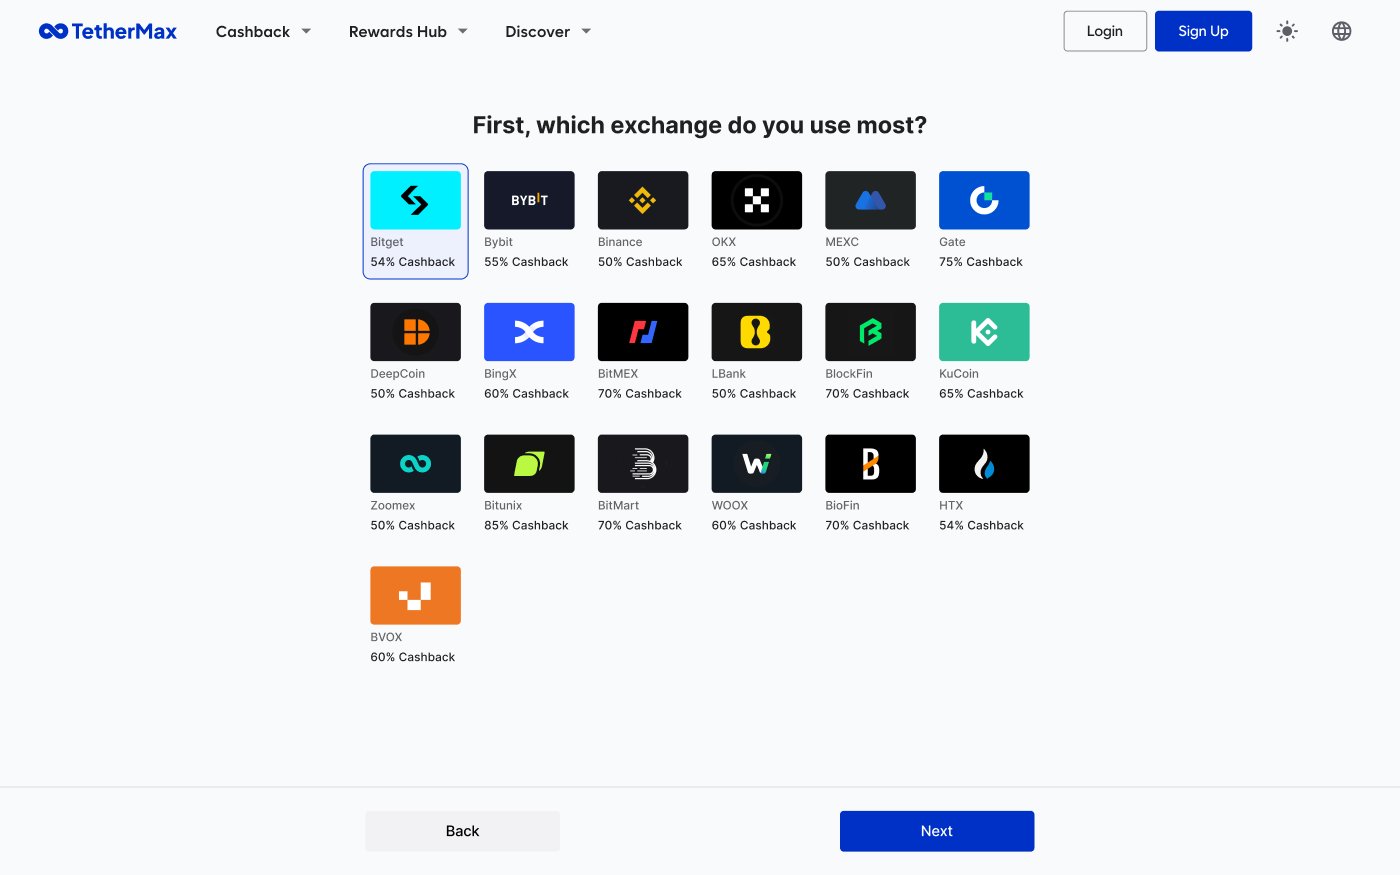 TetherMax Cashback Rewards Hub Discover Login Sign Up
First, which exchange do you use most?
BYBIT
Bitget Bybit Binance OKX MEXC Gate
54% Cashback 55% Cashback 50% Cashback 65% Cashback 50% Cashback 75% Cashback
DeepCoin BingX BitMEX LBank BlockFin KuCoin
50% Cashback 60% Cashback 70% Cashback 50% Cashback 70% Cashback 65% Cashback
Zoomex Bitunix BitMart WOOX BioFin HTX
50% Cashback 85% Cashback 70% Cashback 60% Cashback 70% Cashback 54% Cashback
BVOX
60% Cashback
Back Next